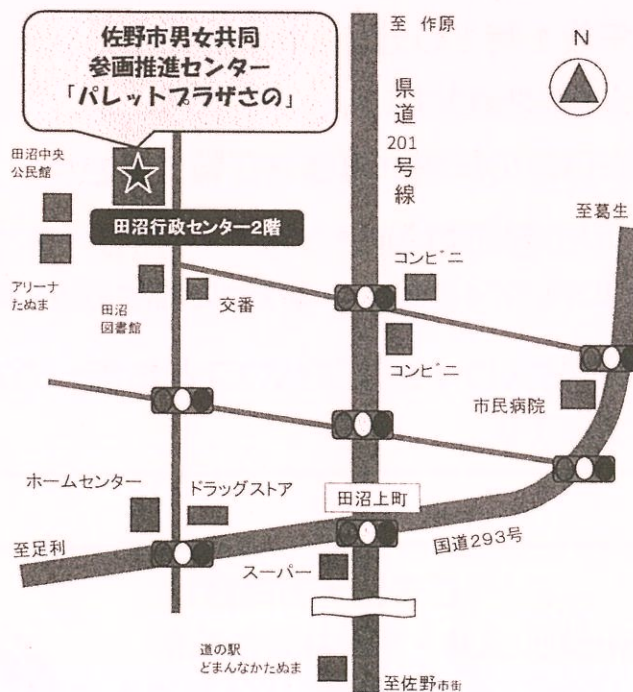 佐野市男女共同
参画推進センター
「パレットプラザさの」
至 作原
N
県道
201
号線
田沼中央
公民館
田沼行政センター2階
至葛生
アリーナ
たぬま
田沼
図書館
交番
コンビニ
コンビニ
市民病院
ホームセンター
ドラッグストア
田沼上町
至足利
国道293号
スーパー
道の駅
どまんなかたぬま
至佐野市街